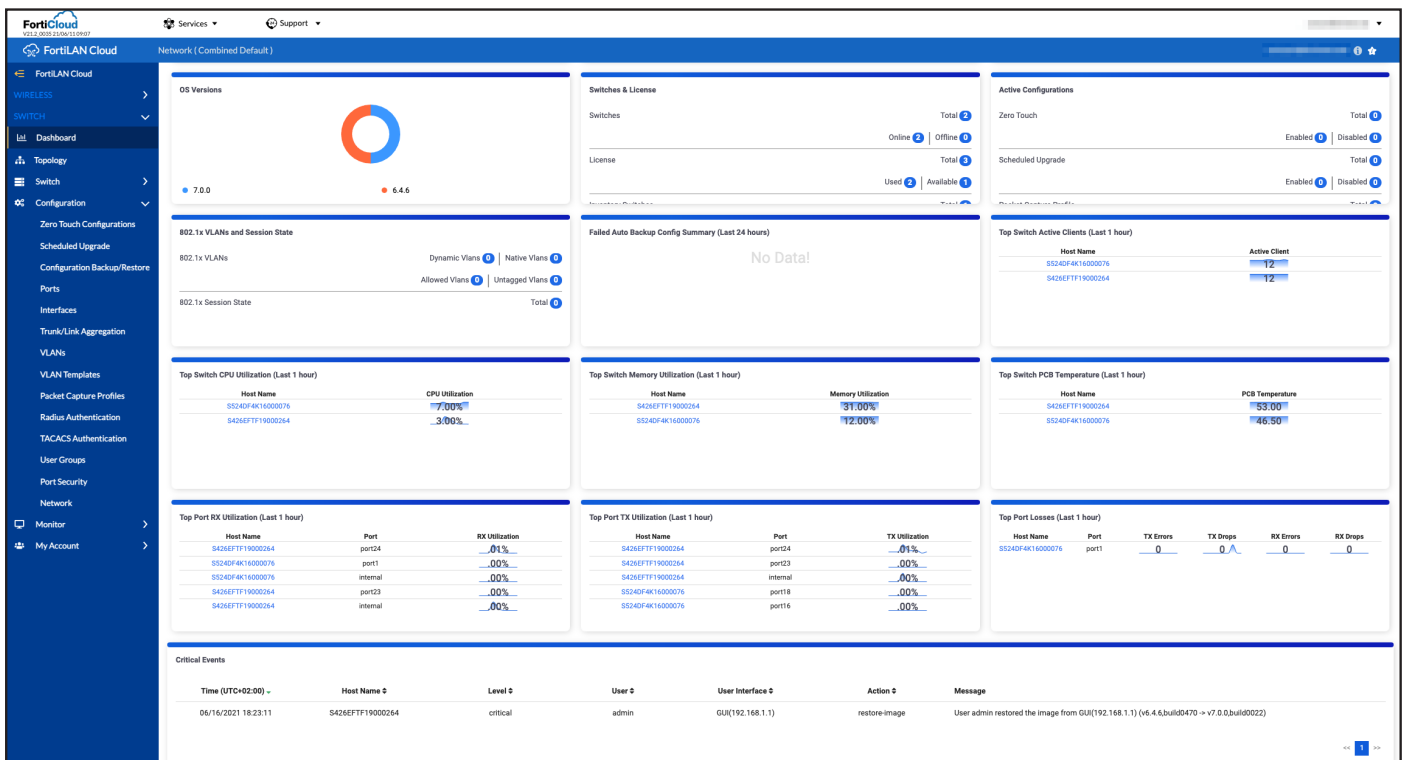 FortiCloud
V21.2_0035 21/06/11 09:07
Services
Support
FortiLAN Cloud
Network ( Combined Default )
FortiLAN Cloud
WIRELESS
SWITCH
Dashboard
Topology
Switch
Configuration
Zero Touch Configurations
Scheduled Upgrade
Configuration Backup/Restore
Ports
Interfaces
Trunk/Link Aggregation
VLANs
VLAN Templates
Packet Capture Profiles
Radius Authentication
TACACS Authentication
User Groups
Port Security
Network
Monitor
My Account
OS Versions
7.0.0 6.4.6
Switches & License
Switches Total 2
Online 2 | Offline 0
License Total 3
Used 2 | Available 1
Active Configurations
Zero Touch Total 0
Enabled 0 | Disabled 0
Scheduled Upgrade Total 0
Enabled 0 | Disabled 0
802.1x VLANs and Session State
802.1x VLANs Dynamic Vlans 0 | Native Vlans 0
Allowed Vlans 0 | Untagged Vlans 0
802.1x Session State Total 0
Failed Auto Backup Config Summary (Last 24 hours)
No Data!
Top Switch Active Clients (Last 1 hour)
Host Name Active Client
S524DF4K16000076 12
S426EFTF19000264 12
Top Switch CPU Utilization (Last 1 hour)
Host Name CPU Utilization
S524DF4K16000076 7.00%
S426EFTF19000264 3.00%
Top Switch Memory Utilization (Last 1 hour)
Host Name Memory Utilization
S426EFTF19000264 31.00%
S524DF4K16000076 12.00%
Top Switch PCB Temperature (Last 1 hour)
Host Name PCB Temperature
S426EFTF19000264 53.00
S524DF4K16000076 46.50
Top Port RX Utilization (Last 1 hour)
Host Name Port RX Utilization
S426EFTF19000264 port24 .01%
S524DF4K16000076 port1 .00%
S524DF4K16000076 internal .00%
S426EFTF19000264 port23 .00%
S426EFTF19000264 internal .00%
Top Port TX Utilization (Last 1 hour)
Host Name Port TX Utilization
S426EFTF19000264 port24 .01%
S426EFTF19000264 port23 .00%
S426EFTF19000264 internal .00%
S524DF4K16000076 port18 .00%
S524DF4K16000076 port16 .00%
Top Port Losses (Last 1 hour)
Host Name Port TX Errors TX Drops RX Errors RX Drops
S524DF4K16000076 port1 0 0 0 0
Critical Events
Time (UTC+02:00) Host Name Level User User Interface Action Message
06/16/2021 18:23:11 S426EFTF19000264 critical admin GUI(192.168.1.1) restore-image User admin restored the image from GUI(192.168.1.1) (v6.4.6,build0470 -> v7.0.0,build0022)
<< 1 >>